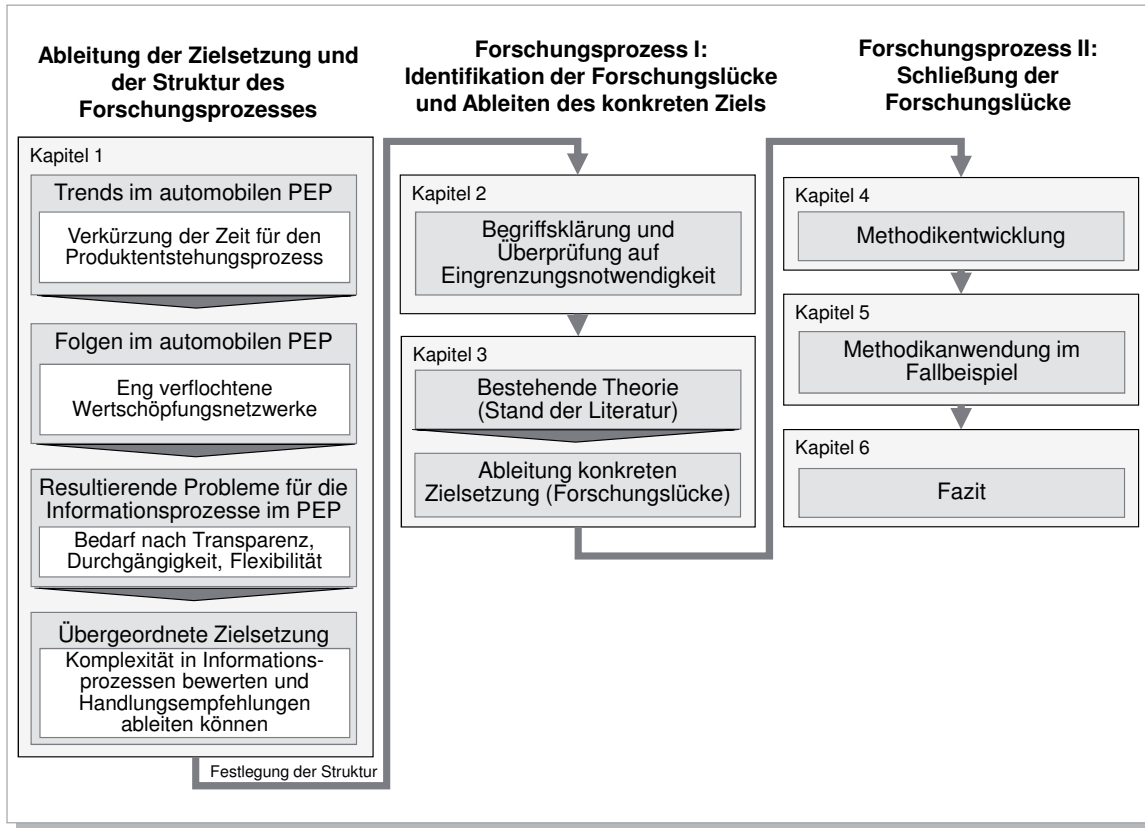 Ableitung der Zielsetzung und
der Struktur des
Forschungsprozesses
Kapitel 1
Trends im automobilen PEP
Verkürzung der Zeit für den
Produktentstehungsprozess
Folgen im automobilen PEP
Eng verflochtene
Wertschöpfungsnetzwerke
Resultierende Probleme für die
Informationsprozesse im PEP
Bedarf nach Transparenz,
Durchgängigkeit, Flexibilität
Übergeordnete Zielsetzung
Komplexität in Informations-
prozessen bewerten und
Handlungsempfehlungen
ableiten können
Festlegung der Struktur
Forschungsprozess I:
Identifikation der Forschungslücke
und Ableiten des konkreten Ziels
Kapitel 2
Begriffsklärung und
Überprüfung auf
Eingrenzungsnotwendigkeit
Kapitel 3
Bestehende Theorie
(Stand der Literatur)
Ableitung konkreten
Zielsetzung (Forschungslücke)
Forschungsprozess II:
Schließung der
Forschungslücke
Kapitel 4
Methodikentwicklung
Kapitel 5
Methodikanwendung im
Fallbeispiel
Kapitel 6
Fazit